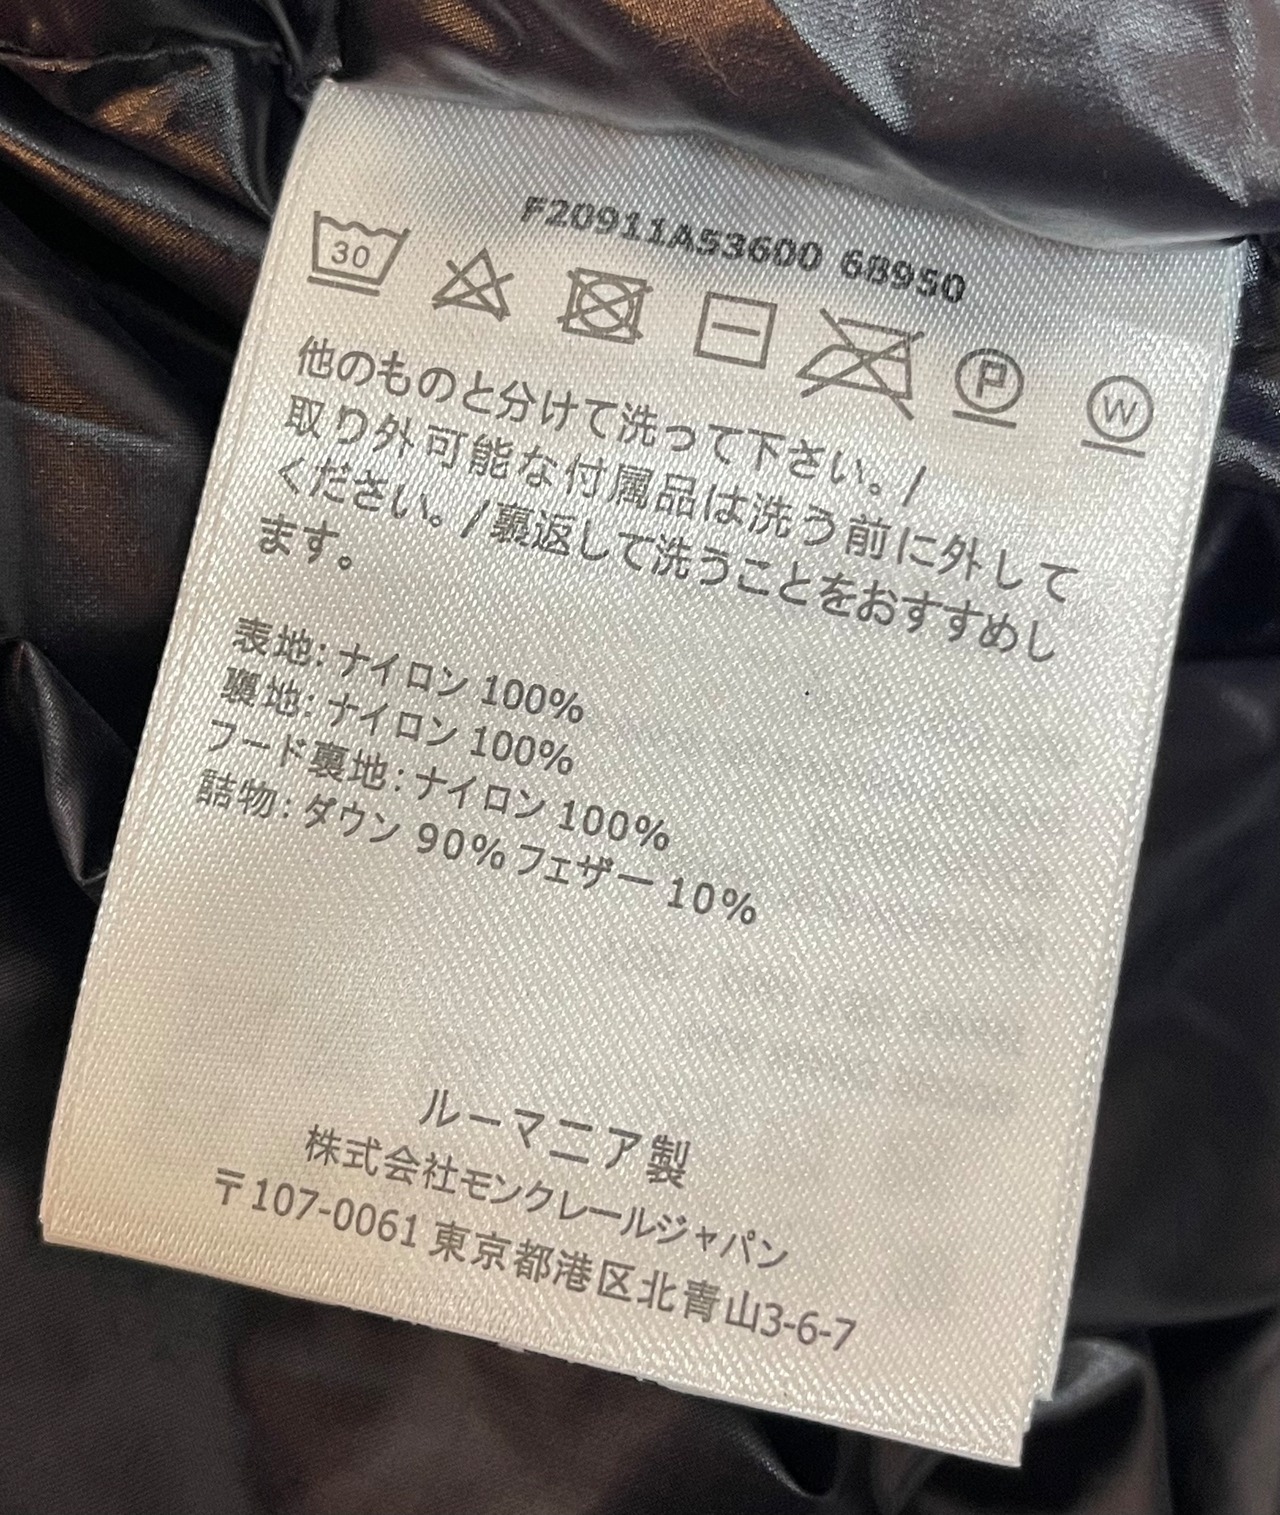 F20911A53600 68950
30
P
W
他のものと分けて洗って下さい。/
取り外可能な付属品は洗う前に外して
ください。/裏返して洗うことをおすすめし
ます。
表地: ナイロン 100%
裏地: ナイロン 100%
フード裏地: ナイロン 100%
詰物: ダウン 90% フェザー 10%
ルーマニア製
株式会社モンクレールジャパン
〒107-0061 東京都港区北青山3-6-7